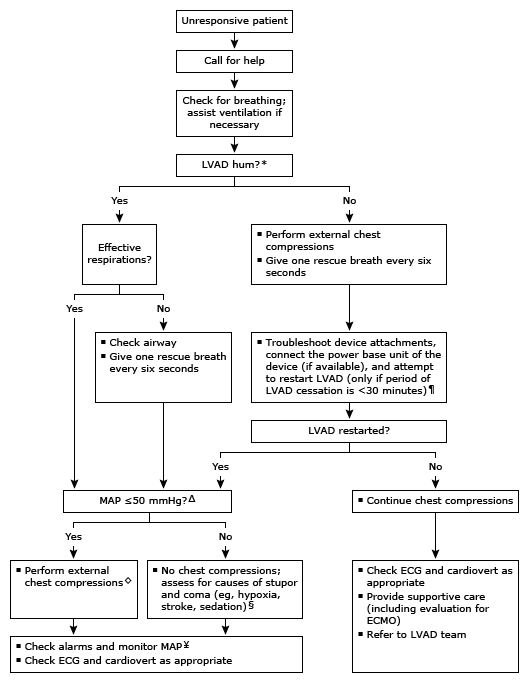 Unresponsive patient
Call for help
Check for breathing;
assist ventilation if
necessary
LVAD hum?*
Yes
No
Effective
respirations?
▪ Perform external chest
compressions
▪ Give one rescue breath every six
seconds
Yes
No
▪ Check airway
▪ Give one rescue breath
every six seconds
▪ Troubleshoot device attachments,
connect the power base unit of the
device (if available), and attempt
to restart LVAD (only if period of
LVAD cessation is <30 minutes)¶
LVAD restarted?
Yes
No
MAP ≤50 mmHg?Δ
▪ Continue chest compressions
Yes
No
▪ Perform external
chest compressions◇
▪ No chest compressions;
assess for causes of stupor
and coma (eg, hypoxia,
stroke, sedation)§
▪ Check ECG and cardiovert as
appropriate
▪ Provide supportive care
(including evaluation for
ECMO)
▪ Refer to LVAD team
▪ Check alarms and monitor MAP¥
▪ Check ECG and cardiovert as appropriate